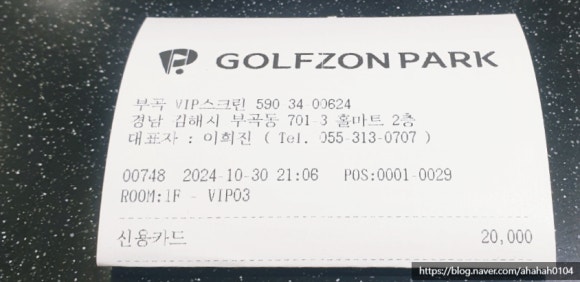 GOLFZON PARK
부곡 VIP스크린 590 34-00624
경남 김해시 부곡동 701-3 홀마트 2층
대표자 : 이희진 ( Tel. 055-313-0707 )
00748 2024-10-30 21:06 POS:0001-0029
ROOM:1F - VIP03
신용카드 20,000
https://blog.naver.com/ahahah0104